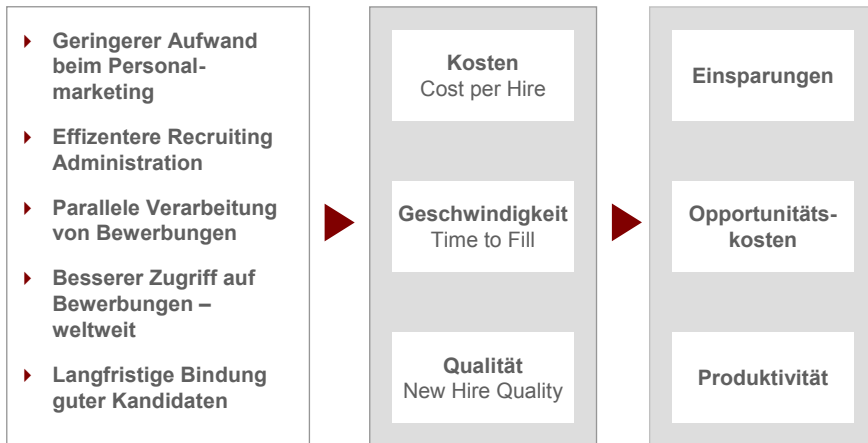 Geringerer Aufwand
beim Personal-
marketing
Effizentere Recruiting
Administration
Parallele Verarbeitung
von Bewerbungen
Besserer Zugriff auf
Bewerbungen –
weltweit
Langfristige Bindung
guter Kandidaten
Kosten
Cost per Hire
Geschwindigkeit
Time to Fill
Qualität
New Hire Quality
Einsparungen
Opportunitäts-
kosten
Produktivität